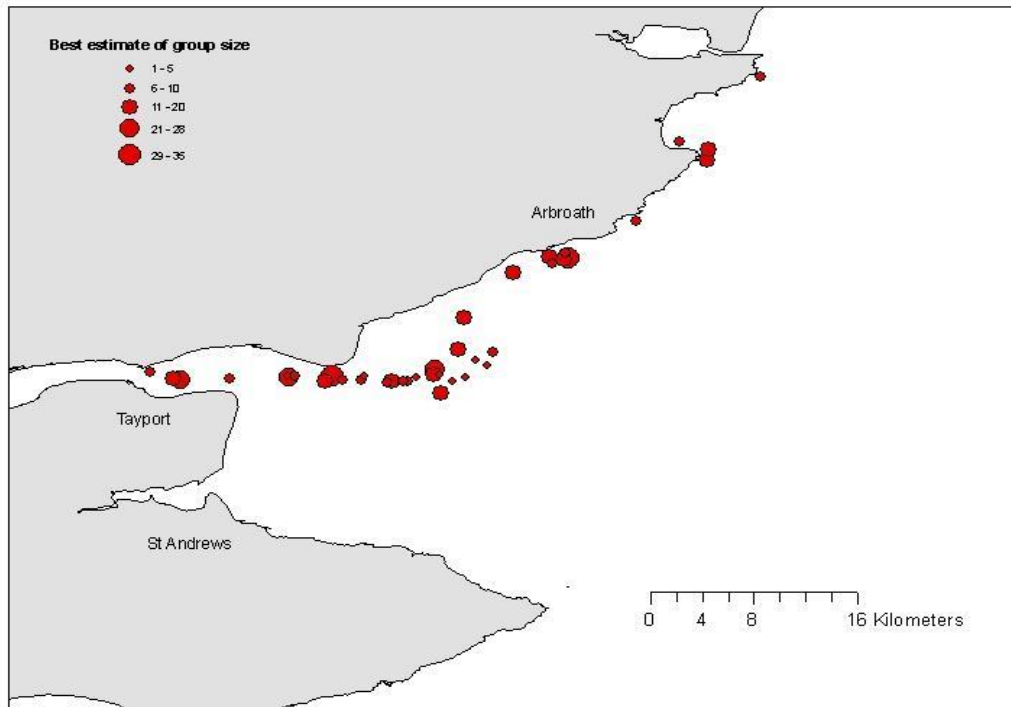 Best estimate of group size
1 - 5
6 - 10
11 - 20
21 - 28
29 - 35
Arbroath
Tayport
St Andrews
0 4 8 16 Kilometers